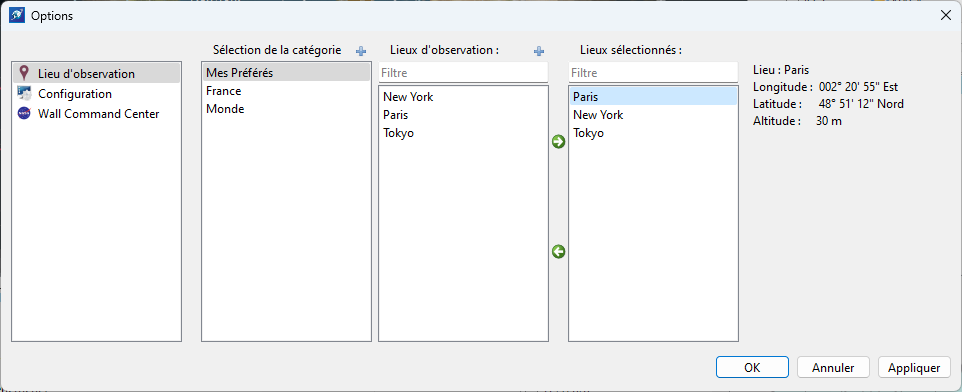 Options
Sélection de la catégorie
Lieux d'observation :
Lieux sélectionnés :
Lieu d'observation
Configuration
Wall Command Center
Mes Préférés
France
Monde
Filtre
New York
Paris
Tokyo
Filtre
Paris
New York
Tokyo
Lieu : Paris
Longitude : 002° 20' 55" Est
Latitude : 48° 51' 12" Nord
Altitude : 30 m
OK
Annuler
Appliquer